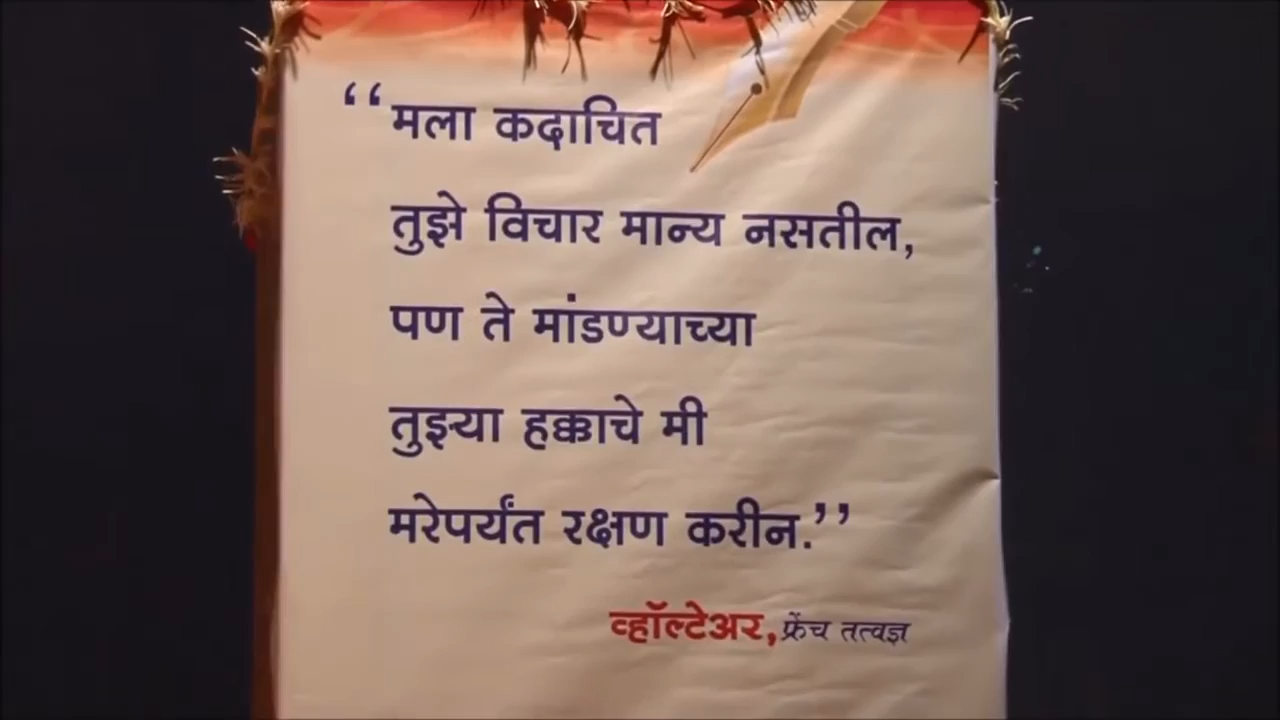 ‘‘मला कदाचित
तुझे विचार मान्य नसतील,
पण ते मांडण्याच्या
तुझ्या हक्काचे मी
मरेपर्यंत रक्षण करीन.’’
व्हॉल्टेअर, फ्रेंच तत्वज्ञ